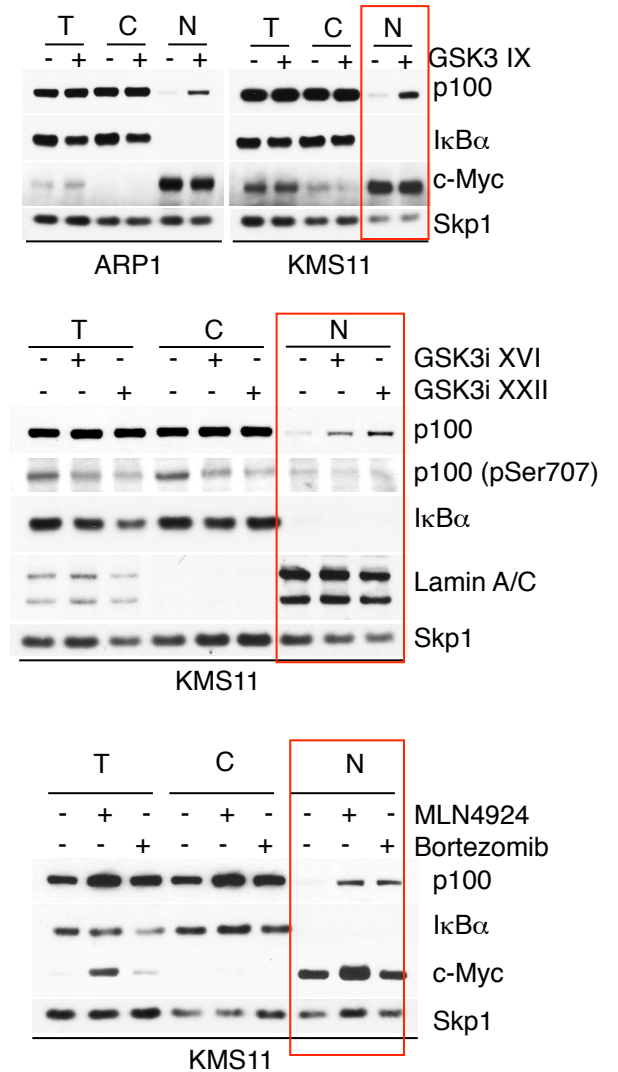 T C N T C N
- + - + - + - + - + - + GSK3 IX
p100
IκBα
c-Myc
Skp1
ARP1 KMS11
T C N
- + - - + - - + - GSK3i XVI
- - + - - + - - + GSK3i XXII
p100
p100 (pSer707)
IκBα
Lamin A/C
Skp1
KMS11
T C N
- + - - + - - + - MLN4924
- - + - - + - - + Bortezomib
p100
IκBα
c-Myc
Skp1
KMS11